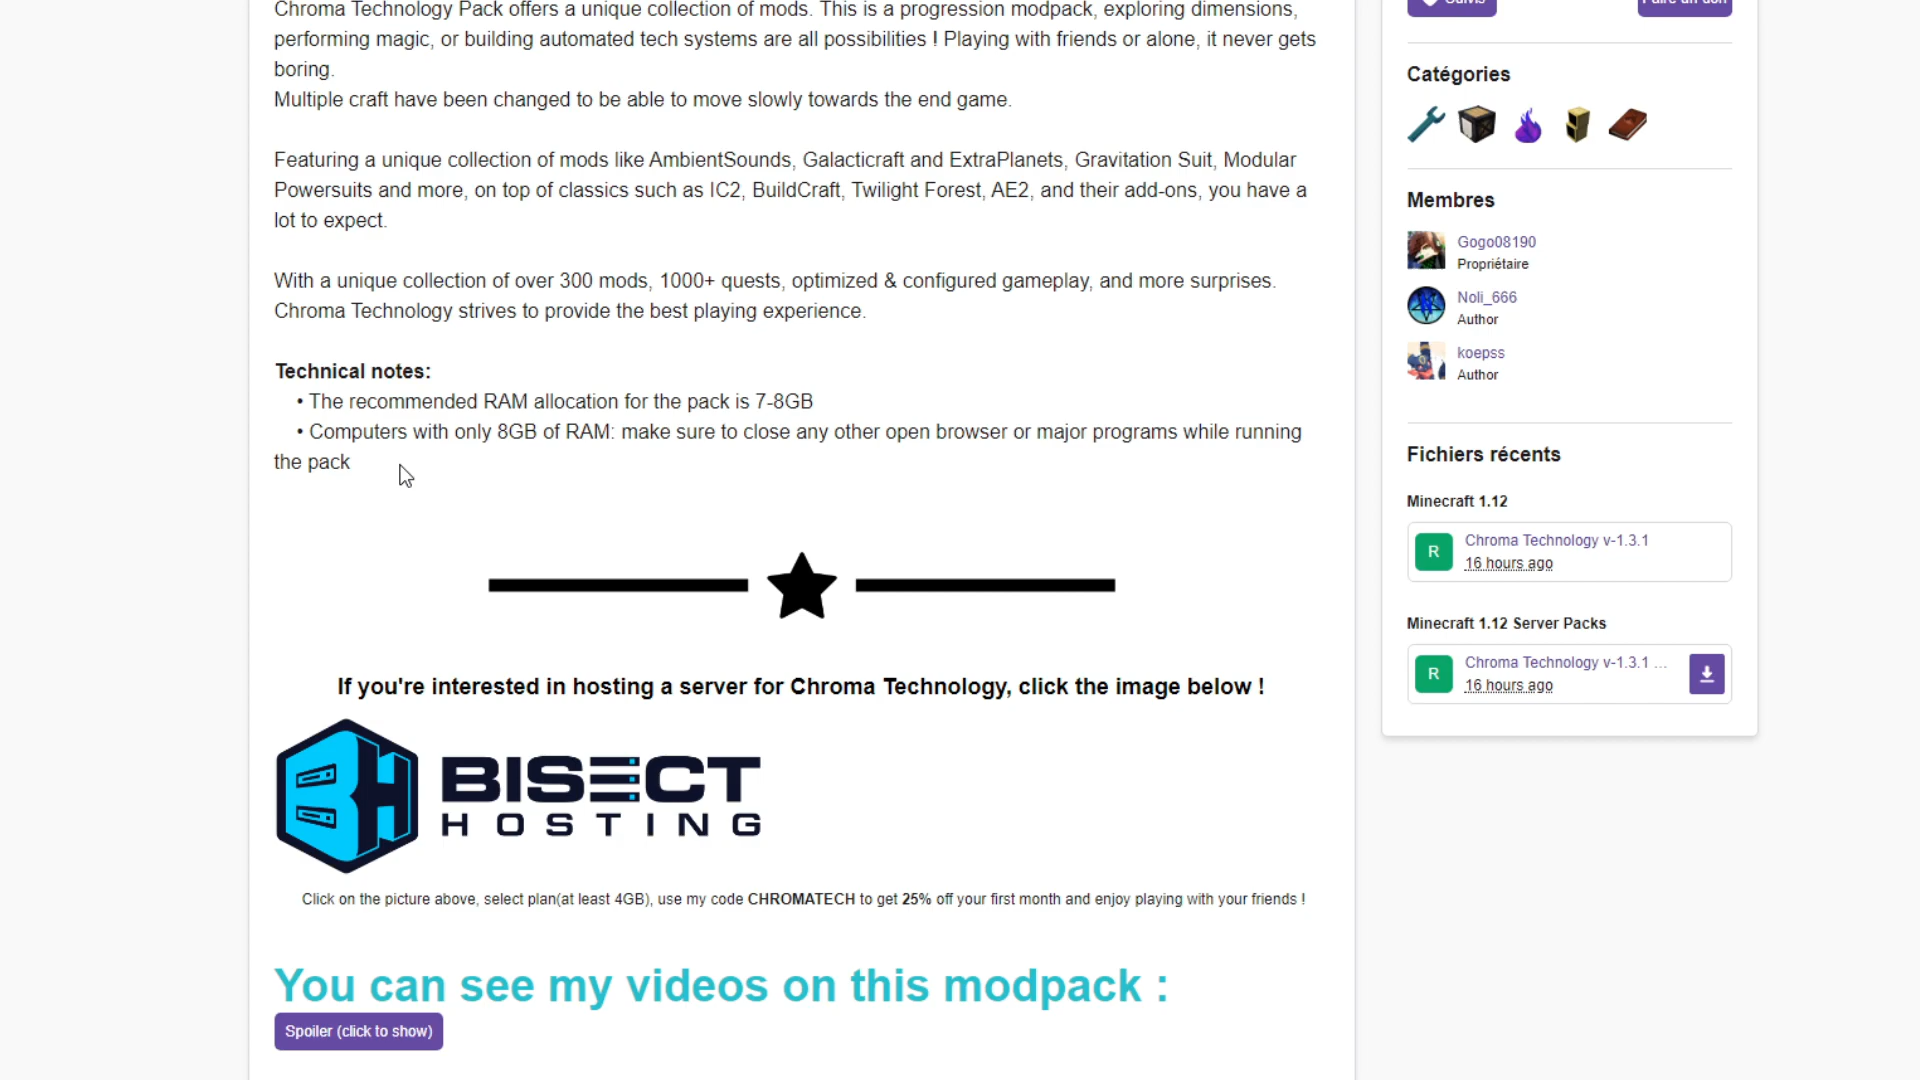 Chroma Technology Pack offers a unique collection of mods. This is a progression modpack, exploring dimensions,
performing magic, or building automated tech systems are all possibilities ! Playing with friends or alone, it never gets
boring.
Multiple craft have been changed to be able to move slowly towards the end game.
Featuring a unique collection of mods like AmbientSounds, Galacticraft and ExtraPlanets, Gravitation Suit, Modular
Powersuits and more, on top of classics such as IC2, BuildCraft, Twilight Forest, AE2, and their add-ons, you have a
lot to expect.
With a unique collection of over 300 mods, 1000+ quests, optimized & configured gameplay, and more surprises.
Chroma Technology strives to provide the best playing experience.
Technical notes:
• The recommended RAM allocation for the pack is 7-8GB
• Computers with only 8GB of RAM: make sure to close any other open browser or major programs while running
the pack
If you're interested in hosting a server for Chroma Technology, click the image below !
BISECT
HOSTING
Click on the picture above, select plan(at least 4GB), use my code CHROMATECH to get 25% off your first month and enjoy playing with your friends !
You can see my videos on this modpack :
Spoiler (click to show)
Suivis
Faire un don
Catégories
Membres
Gogo08190
Propriétaire
Noli_666
Author
koepss
Author
Fichiers récents
Minecraft 1.12
R
Chroma Technology v-1.3.1
16 hours ago
Minecraft 1.12 Server Packs
R
Chroma Technology v-1.3.1 ...
16 hours ago